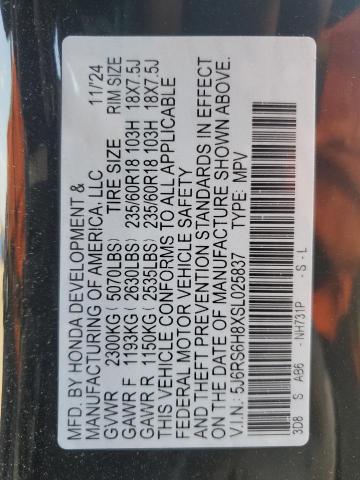 MFD. BY HONDA DEVELOPMENT &
MANUFACTURING OF AMERICA, LLC 11/24
GVWR 2300KG ( 5070LBS) TIRE SIZE RIM SIZE
GAWR F 1193KG ( 2630LBS) 235/60R18 103H 18X7.5J
GAWR R 1150KG ( 2535LBS) 235/60R18 103H 18X7.5J
THIS VEHICLE CONFORMS TO ALL APPLICABLE
FEDERAL MOTOR VEHICLE SAFETY
AND THEFT PREVENTION STANDARDS IN EFFECT
ON THE DATE OF MANUFACTURE SHOWN ABOVE.
V.I.N.: 5J6RS6H8XSL025837 TYPE: MPV
3D8 S AB6 -NH731P - S - L